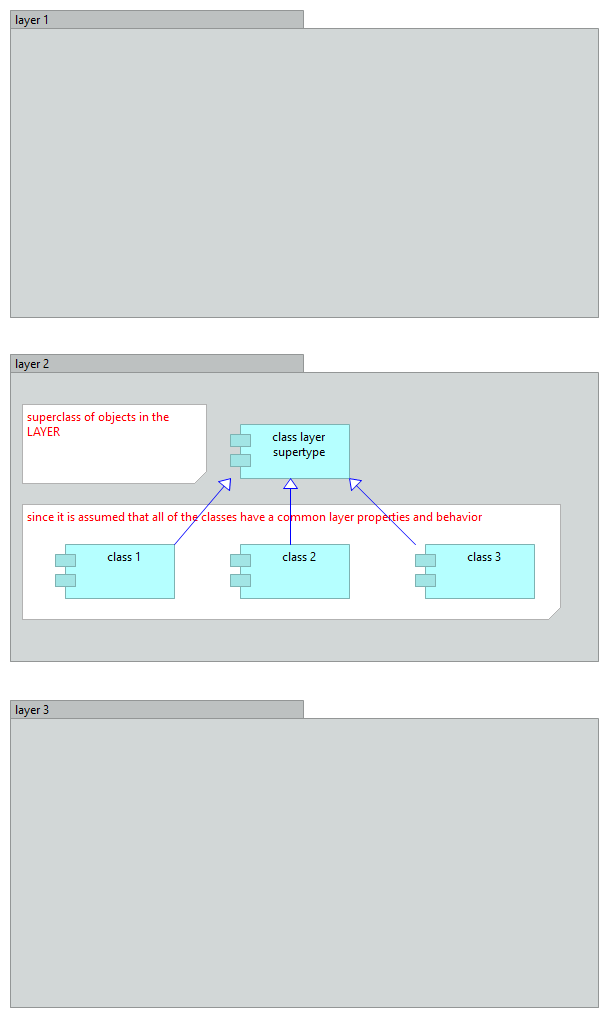 layer 1
layer 2
superclass of objects in the
LAYER
class layer
supertype
since it is assumed that all of the classes have a common layer properties and behavior
class 1
class 2
class 3
layer 3